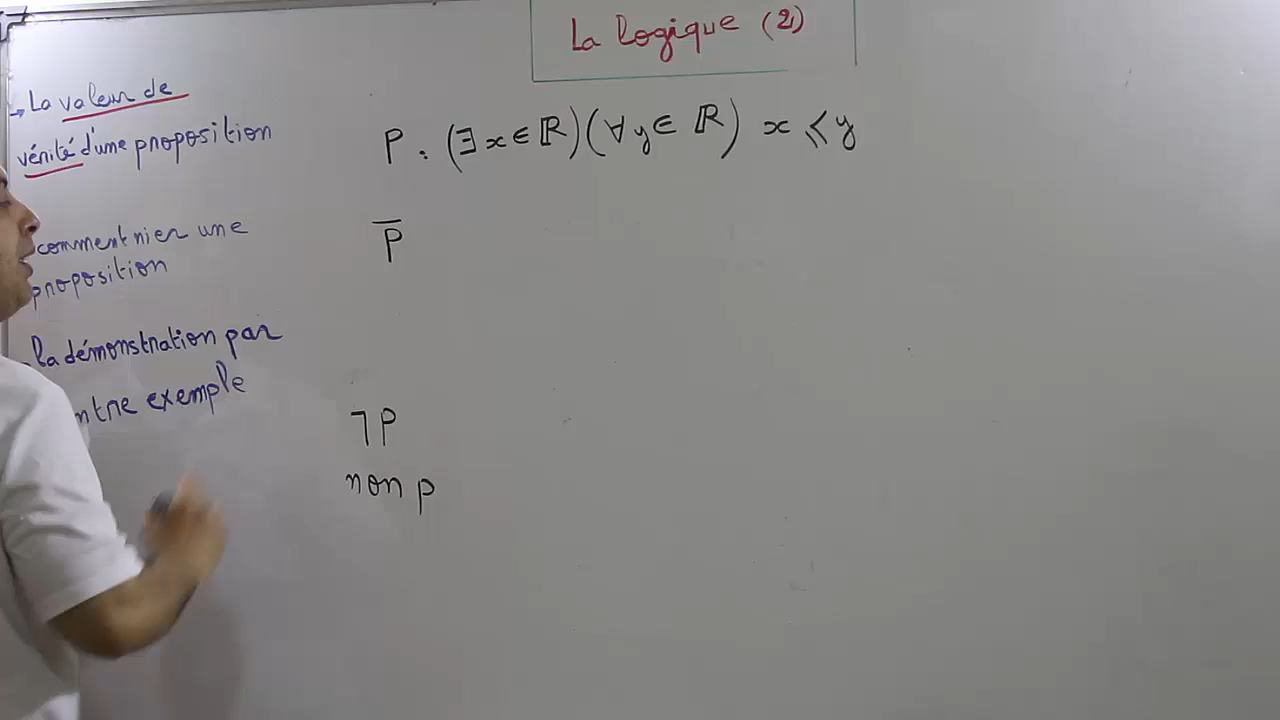 La logique (2)
→ La valeur de
vérité d'une proposition
comment nier une
proposition
la démonstration par
ntre exemple
P : (∃ x ∈ ℝ)(∀ y ∈ ℝ) x ⩽ y
P̅
⏋P
non p